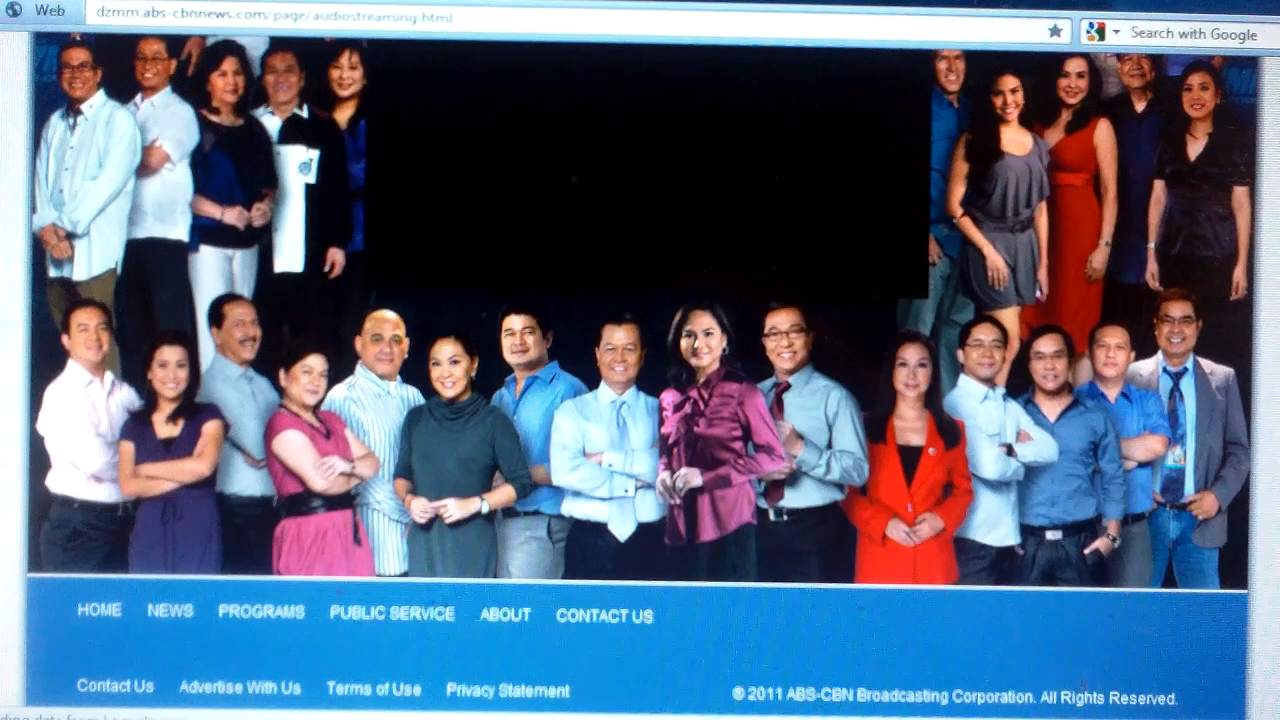 Web
dzmm.abs-cbnnews.com/page/audiostreaming.html
Search with Google
HOME NEWS PROGRAMS PUBLIC SERVICE ABOUT CONTACT US
Contact Us Advertise With Us Terms of Use Privacy Statement
© 2011 ABS-CBN Broadcasting Corporation. All Rights Reserved.